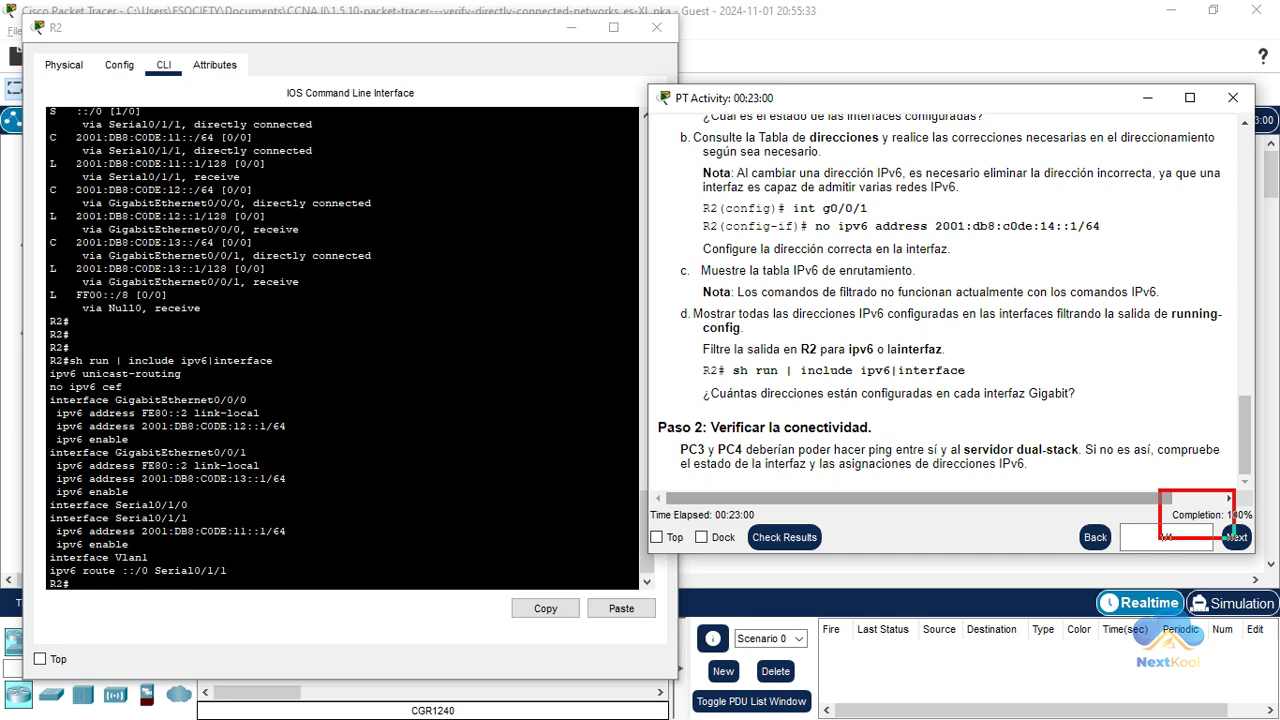 Cisco Packet Tracer - C:\Users\ESOCIETY\Documents\CCNA II\1.5.10-packet-tracer---verify-directly-connected-networks_es-XL.pka - Guest - 2024-11-01 20:55:33
R2
Physical
Config
CLI
Attributes
IOS Command Line Interface
S ::/0 [1/0]
via Serial0/1/1, directly connected
C 2001:DB8:C0DE:11::/64 [0/0]
via Serial0/1/1, directly connected
L 2001:DB8:C0DE:11::1/128 [0/0]
via Serial0/1/1, receive
C 2001:DB8:C0DE:12::/64 [0/0]
via GigabitEthernet0/0/0, directly connected
L 2001:DB8:C0DE:12::1/128 [0/0]
via GigabitEthernet0/0/0, receive
C 2001:DB8:C0DE:13::/64 [0/0]
via GigabitEthernet0/0/1, directly connected
L 2001:DB8:C0DE:13::1/128 [0/0]
via GigabitEthernet0/0/1, receive
L FF00::/8 [0/0]
via Null0, receive
R2#
R2#
R2#
R2#sh run | include ipv6|interface
ipv6 unicast-routing
no ipv6 cef
interface GigabitEthernet0/0/0
ipv6 address FE80::2 link-local
ipv6 address 2001:DB8:C0DE:12::1/64
ipv6 enable
interface GigabitEthernet0/0/1
ipv6 address FE80::2 link-local
ipv6 address 2001:DB8:C0DE:13::1/64
ipv6 enable
interface Serial0/1/0
interface Serial0/1/1
ipv6 address 2001:DB8:C0DE:11::1/64
ipv6 enable
interface Vlan1
ipv6 route ::/0 Serial0/1/1
R2#
Copy
Paste
Top
CGR1240
PT Activity: 00:23:00
¿Cuál es el estado de las interfaces configuradas?
b. Consulte la Tabla de direcciones y realice las correcciones necesarias en el direccionamiento
según sea necesario.
Nota: Al cambiar una dirección IPv6, es necesario eliminar la dirección incorrecta, ya que una
interfaz es capaz de admitir varias redes IPv6.
R2(config)# int g0/0/1
R2(config-if)# no ipv6 address 2001:db8:c0de:14::1/64
Configure la dirección correcta en la interfaz.
c. Muestre la tabla IPv6 de enrutamiento.
Nota: Los comandos de filtrado no funcionan actualmente con los comandos IPv6.
d. Mostrar todas las direcciones IPv6 configuradas en las interfaces filtrando la salida de running-
config.
Filtre la salida en R2 para ipv6 o lainterfaz.
R2# sh run | include ipv6|interface
¿Cuántas direcciones están configuradas en cada interfaz Gigabit?
Paso 2: Verificar la conectividad.
PC3 y PC4 deberían poder hacer ping entre sí y al servidor dual-stack. Si no es así, compruebe
el estado de la interfaz y las asignaciones de direcciones IPv6.
Time Elapsed: 00:23:00
Completion: 100%
Top
Dock
Check Results
Back
Next
Realtime
Simulation
Scenario 0
New
Delete
Toggle PDU List Window
Fire Last Status Source Destination Type Color Time(sec) Periodic Num Edit
NextKool